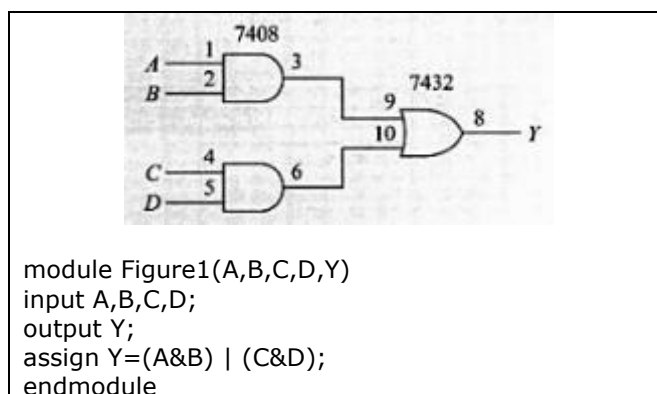 7408
A 1 3
B 2
7432
9
10 8 Y
C 4 6
D 5
module Figure1(A,B,C,D,Y)
input A,B,C,D;
output Y;
assign Y=(A&B) | (C&D);
endmodule